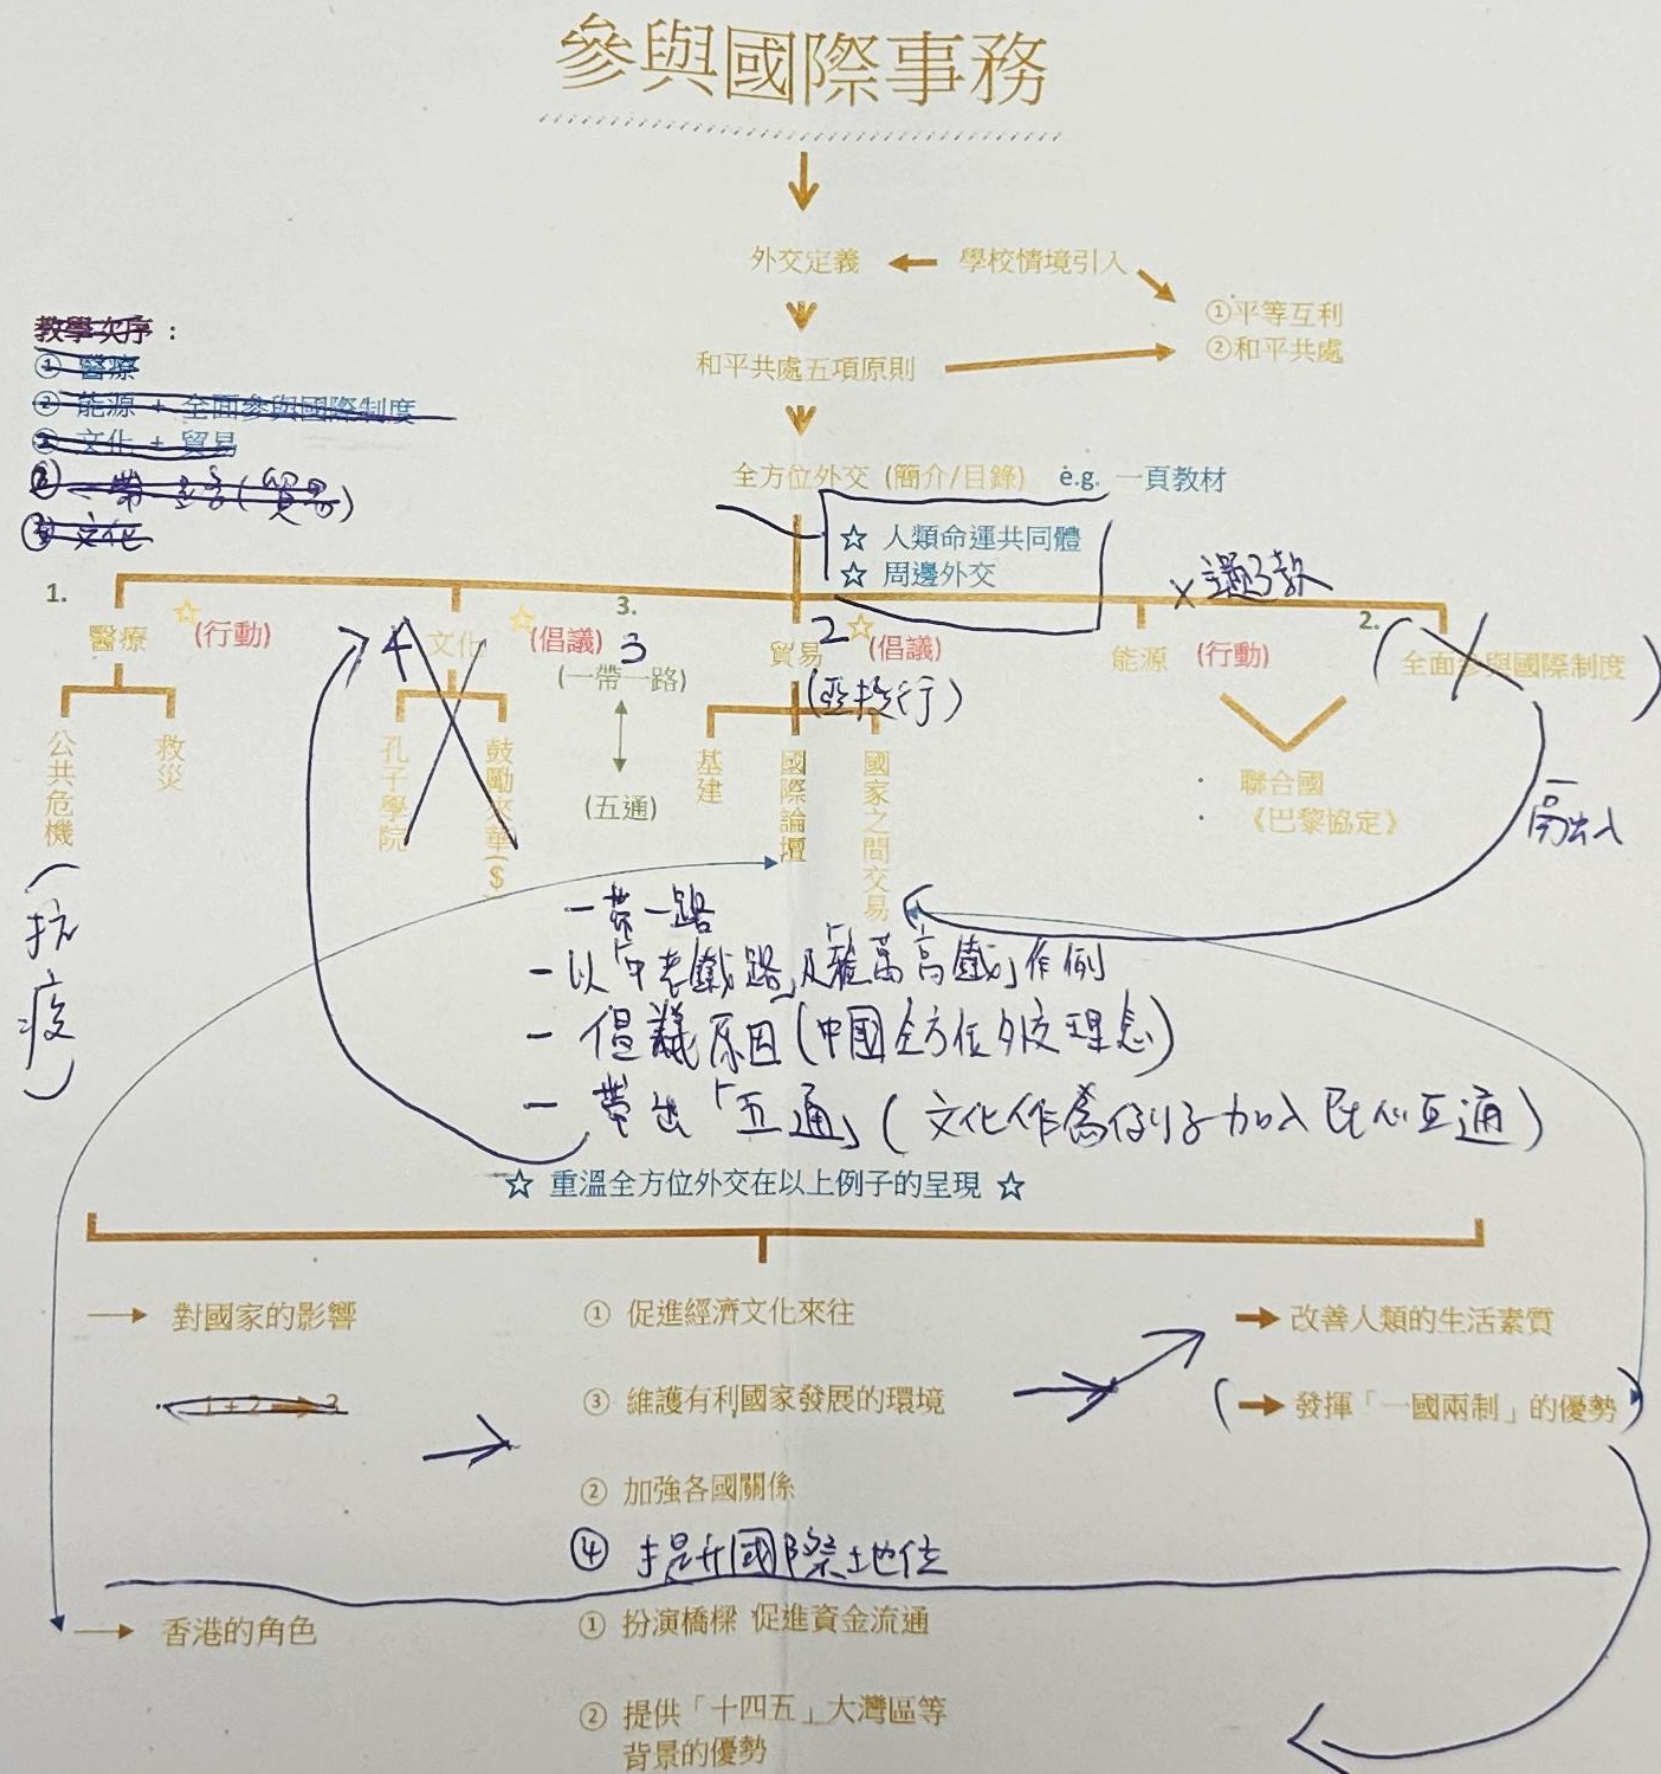 參與國際事務
外交定義 ← 學校情境引入
①平等互利
②和平共處
和平共處五項原則
教學次序：
① 醫療
② 能源 + 全面參與國際制度
③ 文化 + 貿易
② 一帶一路(貿易)
③ 文化
全方位外交 (簡介/目錄) e.g. 一頁教材
☆ 人類命運共同體
☆ 周邊外交
1.
醫療 ☆ (行動)
公共危機
(抗疫)
救災
4 文化 ☆ (倡議)
孔子學院
鼓勵來華($)
3.
3
(一帶一路)
(五通)
貿易 2 ☆ (倡議)
(亞投行)
基建
國際論壇
國家之間交易
能源 (行動)
2.
(全面參與國際制度)
· 聯合國
· 《巴黎協定》
- 一帶一路
- 以「中老鐵路」及「雅萬高鐵」作例
- 倡議原因 (中國全方位外交理念)
- 帶出「五通」( 文化作為例子加入民心互通 )
☆ 重溫全方位外交在以上例子的呈現 ☆
→ 對國家的影響
1 + 2 → 3
① 促進經濟文化來往
③ 維護有利國家發展的環境
② 加強各國關係
④ 提升國際地位
→ 改善人類的生活素質
(→ 發揮「一國兩制」的優勢)
→ 香港的角色
① 扮演橋樑 促進資金流通
② 提供「十四五」大灣區等
背景的優勢